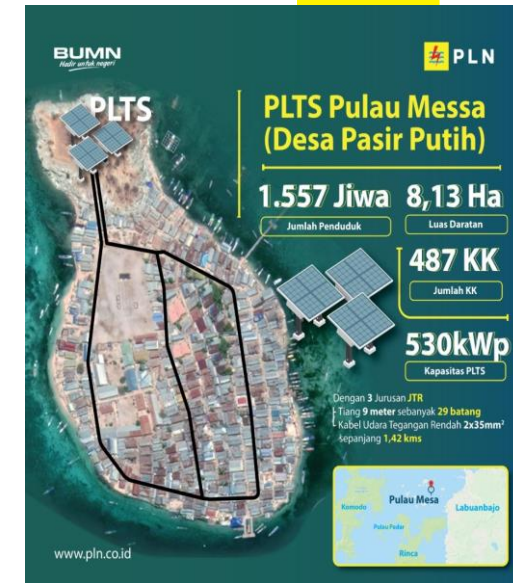 BUMN
Hadir untuk negeri
PLN
PLTS
PLTS Pulau Messa
(Desa Pasir Putih)
1.557 Jiwa
Jumlah Penduduk
8,13 Ha
Luas Daratan
487 KK
Jumlah KK
530kWp
Kapasitas PLTS
Dengan 3 Jurusan JTR
Tiang 9 meter sebanyak 29 batang
Kabel Udara Tegangan Rendah 2x35mm²
sepanjang 1,42 kms
Pulau Mesa
Komodo
Labuanbajo
Pulau Padar
Rinca
www.pln.co.id